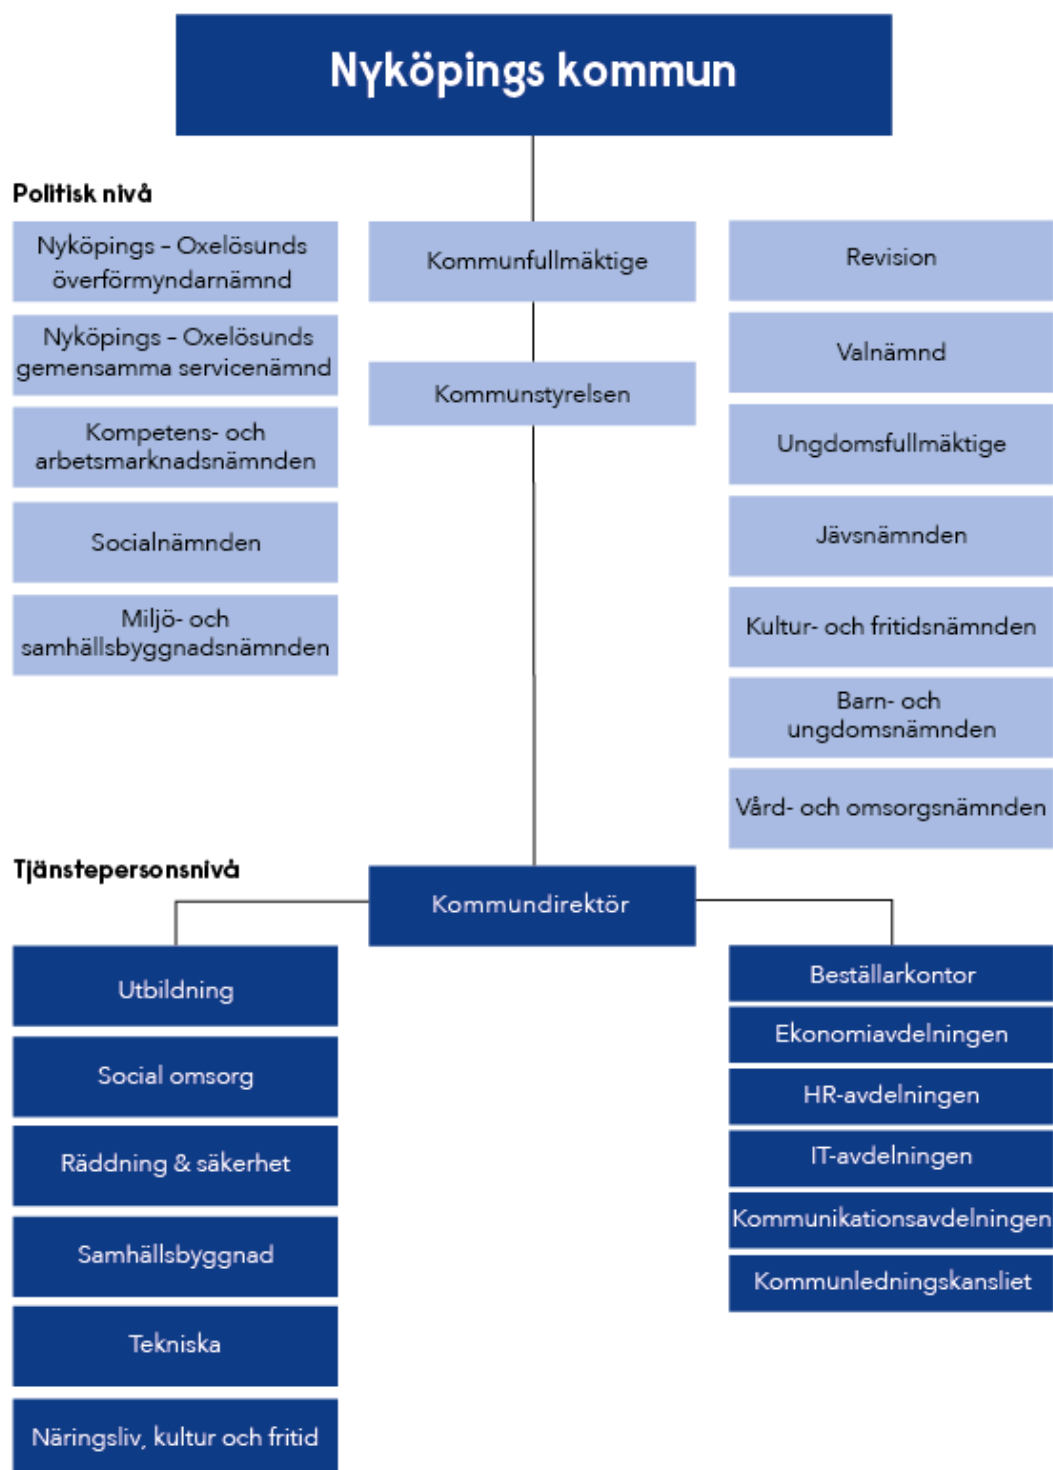 Nyköpings kommun
Politisk nivå
Nyköpings – Oxelösunds
överförmyndarnämnd
Nyköpings – Oxelösunds
gemensamma servicenämnd
Kompetens- och
arbetsmarknadsnämnden
Socialnämnden
Miljö- och
samhällsbyggnadsnämnden
Kommunfullmäktige
Kommunstyrelsen
Revision
Valnämnd
Ungdomsfullmäktige
Jävsnämnden
Kultur- och fritidsnämnden
Barn- och
ungdomsnämnden
Vård- och omsorgsnämnden
Tjänstepersonsnivå
Kommundirektör
Utbildning
Social omsorg
Räddning & säkerhet
Samhällsbyggnad
Tekniska
Näringsliv, kultur och fritid
Beställarkontor
Ekonomiavdelningen
HR-avdelningen
IT-avdelningen
Kommunikationsavdelningen
Kommunledningskansliet